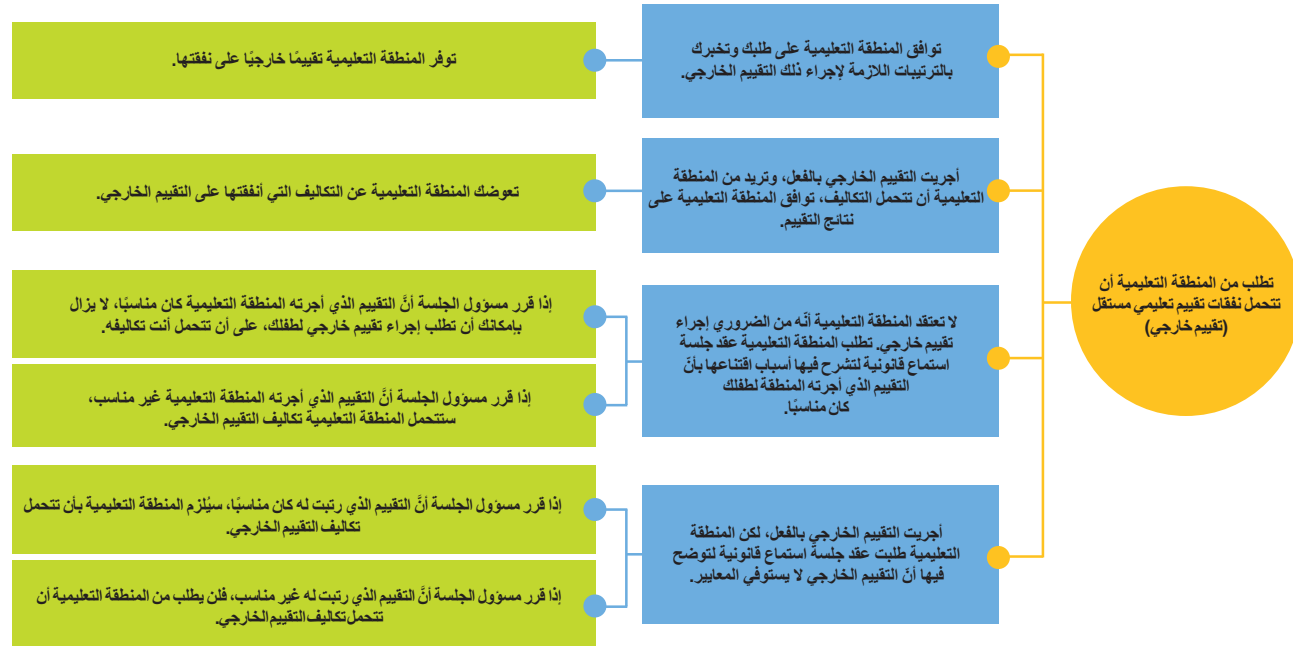 تطلب من المنطقة التعليمية أن
تتحمل نفقات تقييم تعليمي مستقل
(تقييم خارجي)
توافق المنطقة التعليمية على طلبك وتخبرك
بالترتيبات اللازمة لإجراء ذلك التقييم الخارجي.
توفر المنطقة التعليمية تقييمًا خارجيًا على نفقتها.
أجريت التقييم الخارجي بالفعل، وتريد من المنطقة
التعليمية أن تتحمل التكاليف، توافق المنطقة التعليمية على
نتائج التقييم.
تعوضك المنطقة التعليمية عن التكاليف التي أنفقتها على التقييم الخارجي.
لا تعتقد المنطقة التعليمية أنّه من الضروري إجراء
تقييم خارجي. تطلب المنطقة التعليمية عقد جلسة
استماع قانونية لتشرح فيها أسباب اقتناعها بأنّ
التقييم الذي أجرته المنطقة لطفلك
كان مناسبًا.
إذا قرر مسؤول الجلسة أنَّ التقييم الذي أجرته المنطقة التعليمية كان مناسبًا، لا يزال
بإمكانك أن تطلب إجراء تقييم خارجي لطفلك، على أن تتحمل أنت تكاليفه.
إذا قرر مسؤول الجلسة أنَّ التقييم الذي أجرته المنطقة التعليمية غير مناسب،
ستتحمل المنطقة التعليمية تكاليف التقييم الخارجي.
أجريت التقييم الخارجي بالفعل، لكن المنطقة
التعليمية طلبت عقد جلسة استماع قانونية لتوضح
فيها أنّ التقييم الخارجي لا يستوفي المعايير.
إذا قرر مسؤول الجلسة أنَّ التقييم الذي رتبت له كان مناسبًا، سيُلزم المنطقة التعليمية بأن تتحمل
تكاليف التقييم الخارجي.
إذا قرر مسؤول الجلسة أنَّ التقييم الذي رتبت له غير مناسب، فلن يطلب من المنطقة التعليمية أن
تتحمل تكاليف التقييم الخارجي.